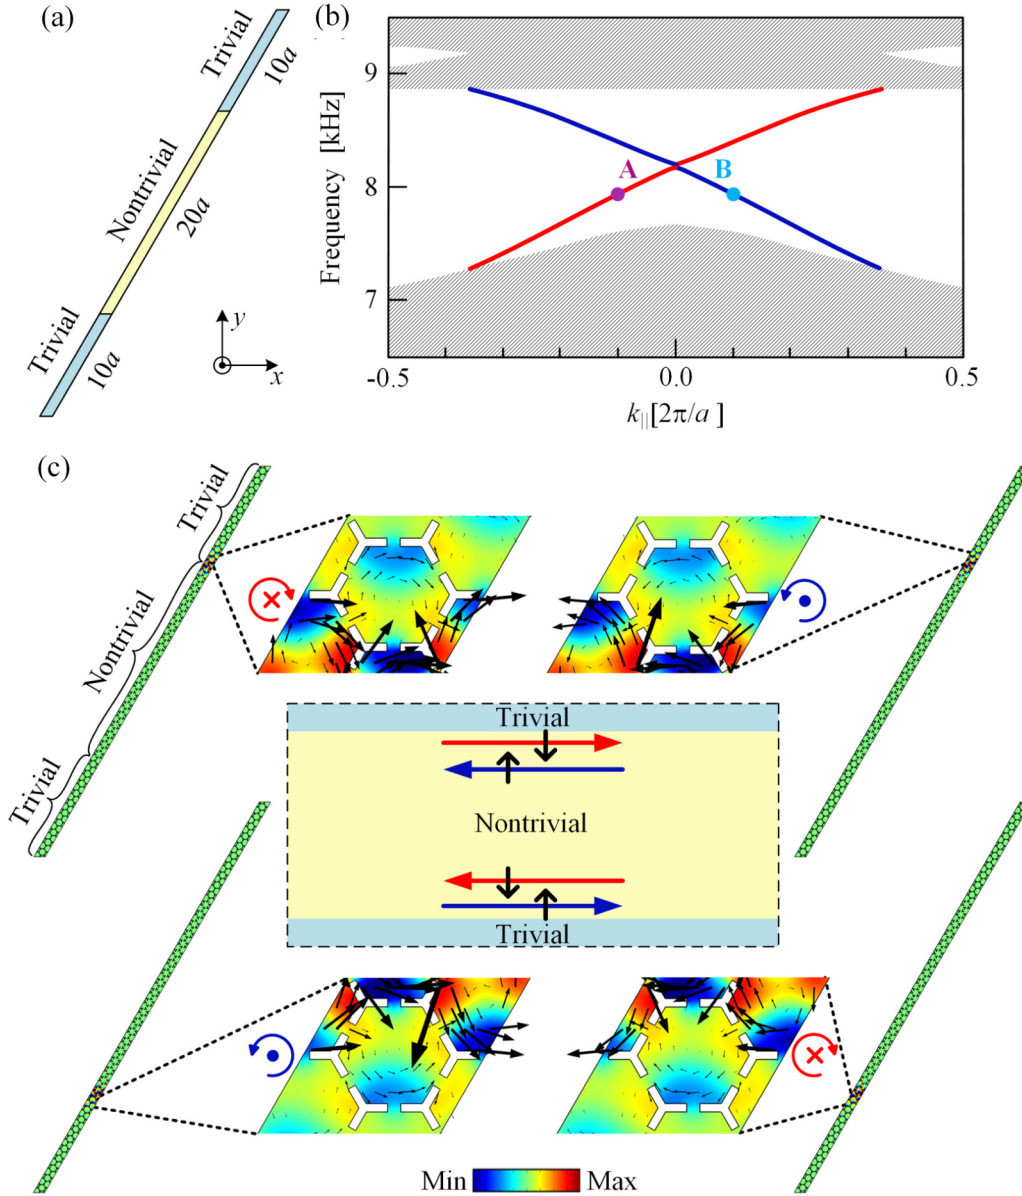 (a)
Trivial
10a
Nontrivial
20a
Trivial
10a
y
x
(b)
Frequency [kHz]
9
8
7
A
B
-0.5
0.0
0.5
k||[2π/a ]
(c)
Trivial
Nontrivial
Trivial
Trivial
Nontrivial
Trivial
Min
Max